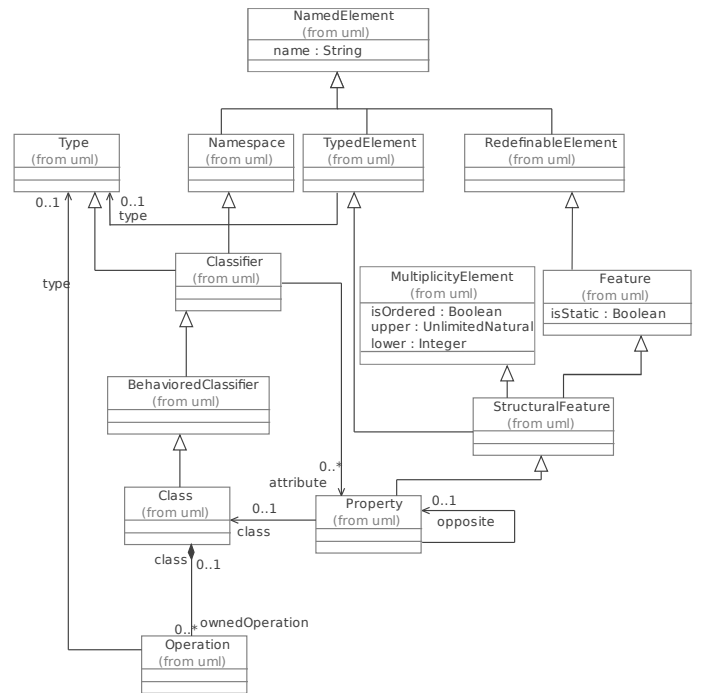 NamedElement
(from uml)
name : String
Type
(from uml)
Namespace
(from uml)
TypedElement
(from uml)
RedefinableElement
(from uml)
0..1
0..1
type
Classifier
(from uml)
MultiplicityElement
(from uml)
isOrdered : Boolean
upper : UnlimitedNatural
lower : Integer
Feature
(from uml)
isStatic : Boolean
type
BehavioredClassifier
(from uml)
StructuralFeature
(from uml)
0..*
attribute
Class
(from uml)
0..1
class
Property
(from uml)
0..1
opposite
class
0..1
ownedOperation
0..*
Operation
(from uml)